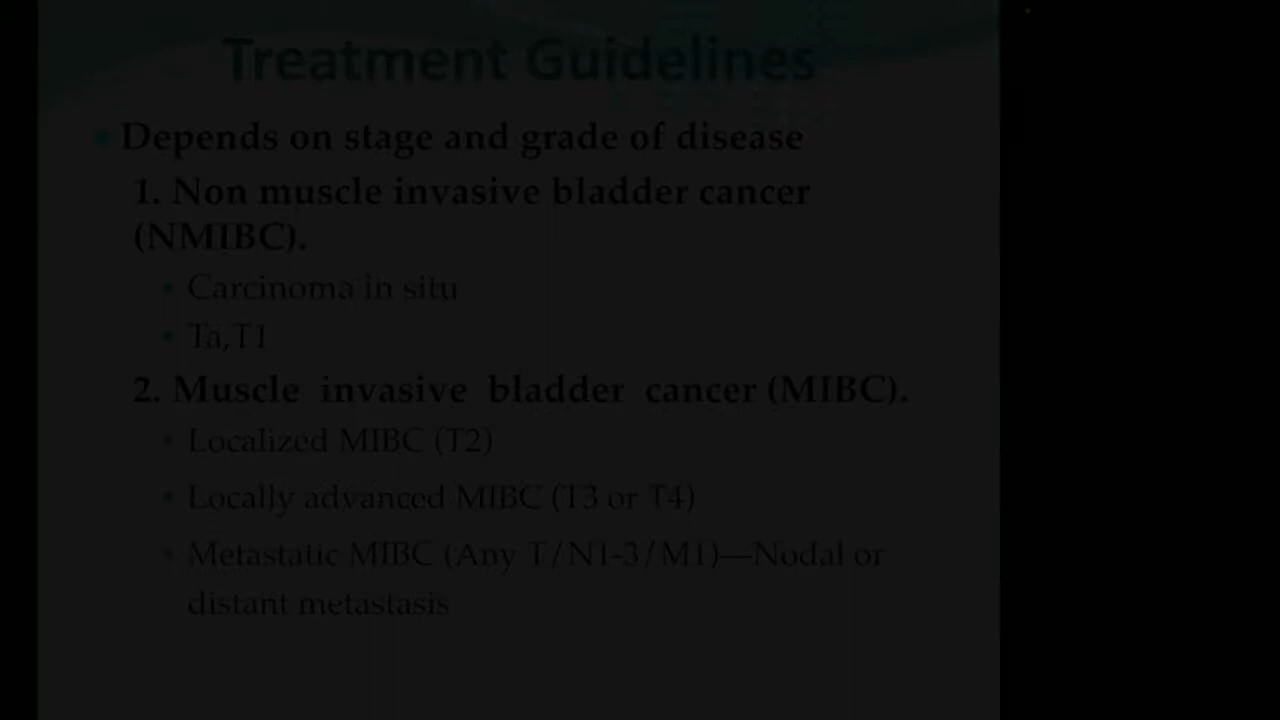 Treatment Guidelines
Depends on stage and grade of disease
1. Non muscle invasive bladder cancer
(NMIBC).
Carcinoma in situ
Ta,T1
2. Muscle invasive bladder cancer (MIBC).
Localized MIBC (T2)
Locally advanced MIBC (T3 or T4)
Metastatic MIBC (Any T/N1-3/M1)—Nodal or
distant metastasis